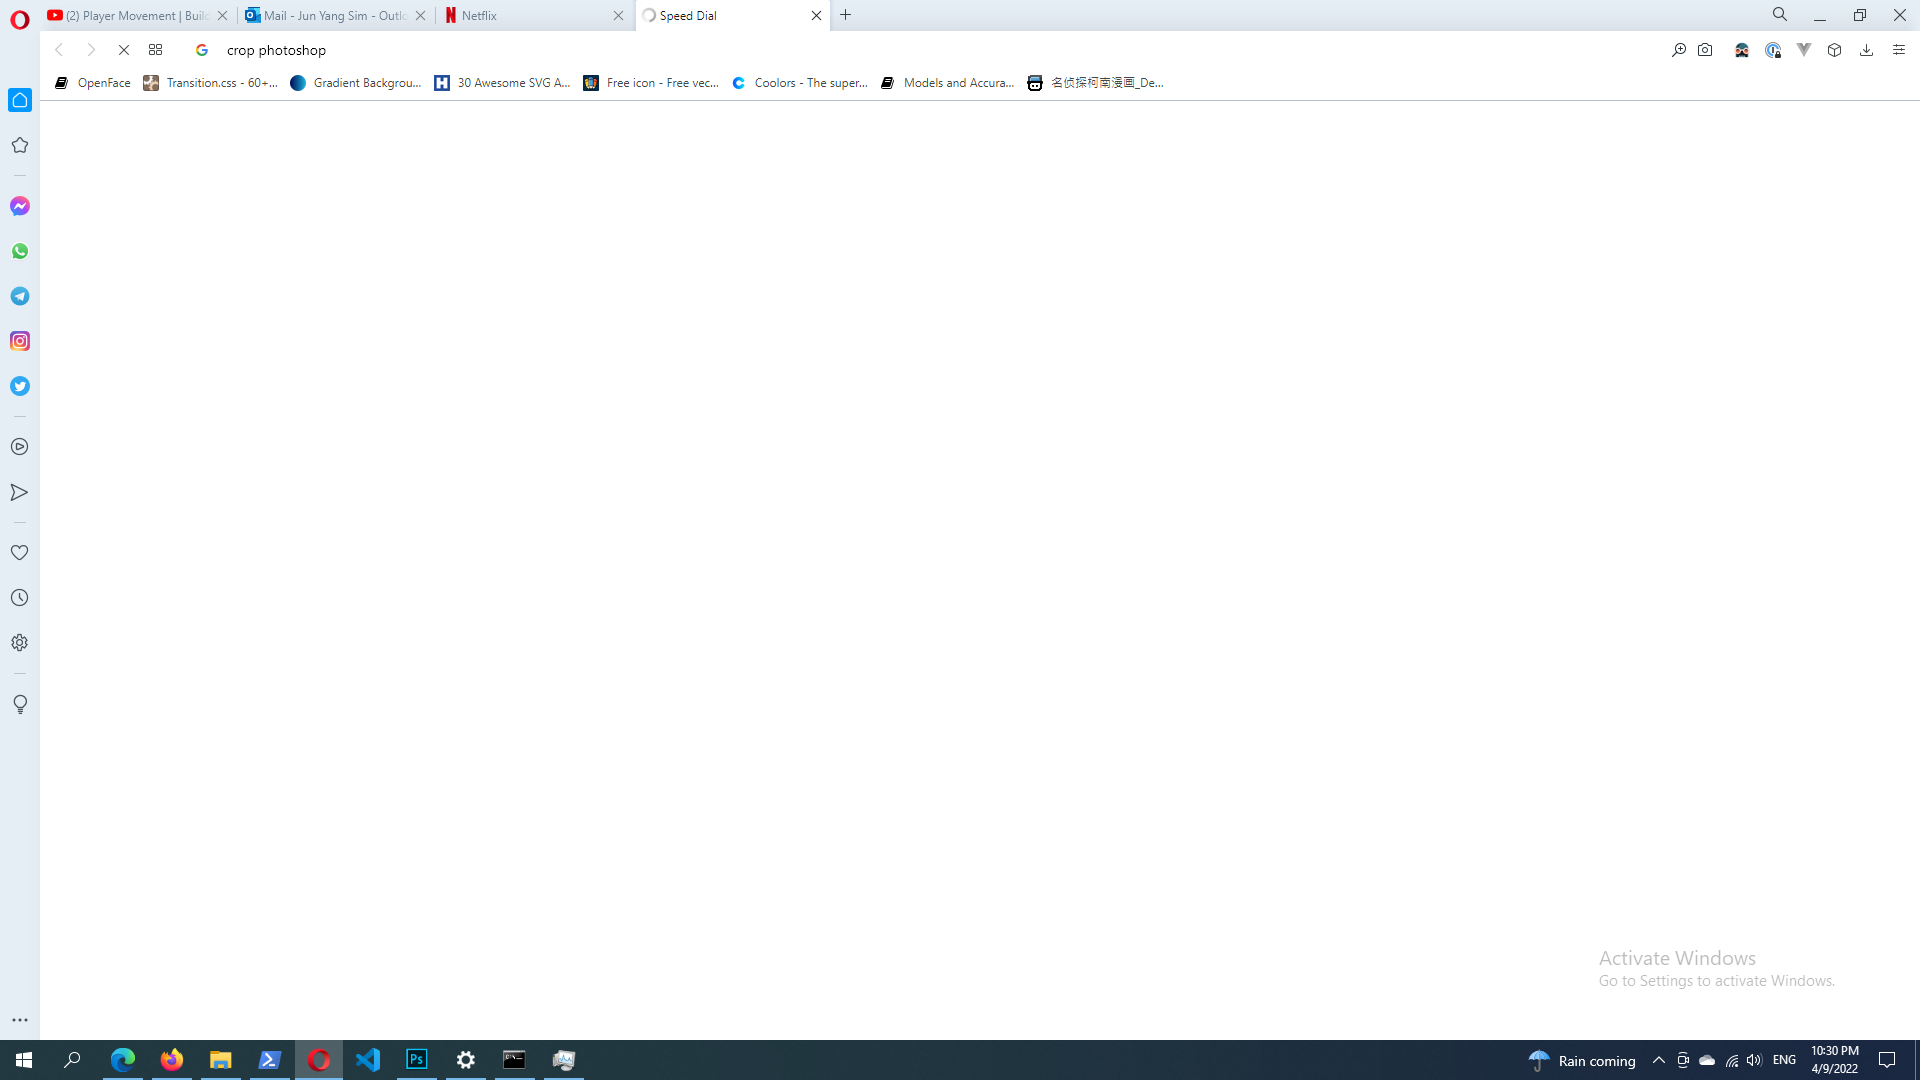 (2) Player Movement | Build
Mail - Jun Yang Sim - Outlo
Netflix
Speed Dial
crop photoshop
OpenFace
Transition.css - 60+...
Gradient Backgrou...
30 Awesome SVG A...
Free icon - Free vec...
Coolors - The super...
Models and Accura...
名侦探柯南漫画_De...
Activate Windows
Go to Settings to activate Windows.
Ps
Rain coming
ENG
10:30 PM
4/9/2022